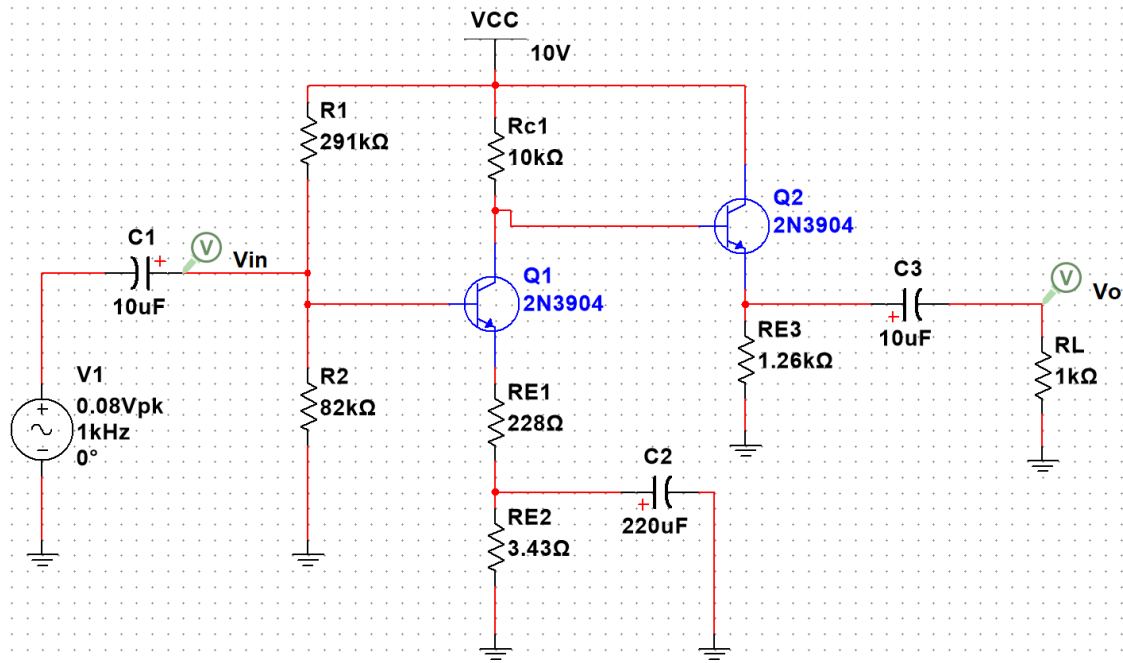 VCC
10V
R1
291kΩ
Rc1
10kΩ
Q2
2N3904
C1
+
10uF
V
Vin
Q1
2N3904
C3
+
10uF
V
Vo
RE3
1.26kΩ
RL
1kΩ
V1
0.08Vpk
1kHz
0°
R2
82kΩ
RE1
228Ω
C2
+
220uF
RE2
3.43Ω